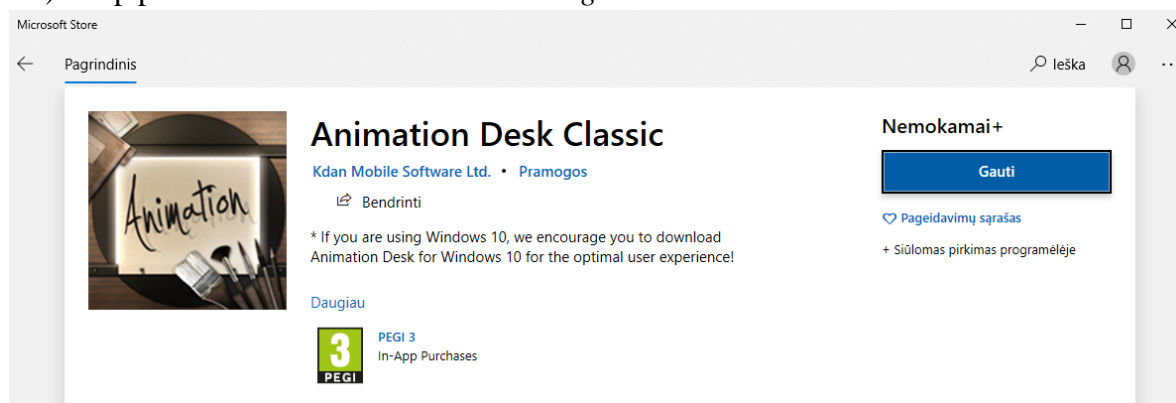 Microsoft Store
Pagrindinis
Ieška
Animation
Animation Desk Classic
Kdan Mobile Software Ltd. • Pramogos
Bendrinti
* If you are using Windows 10, we encourage you to download
Animation Desk for Windows 10 for the optimal user experience!
Daugiau
3
PEGI
PEGI 3
In-App Purchases
Nemokamai+
Gauti
Pageidavimų sąrašas
+ Siūlomas pirkimas programėlėje